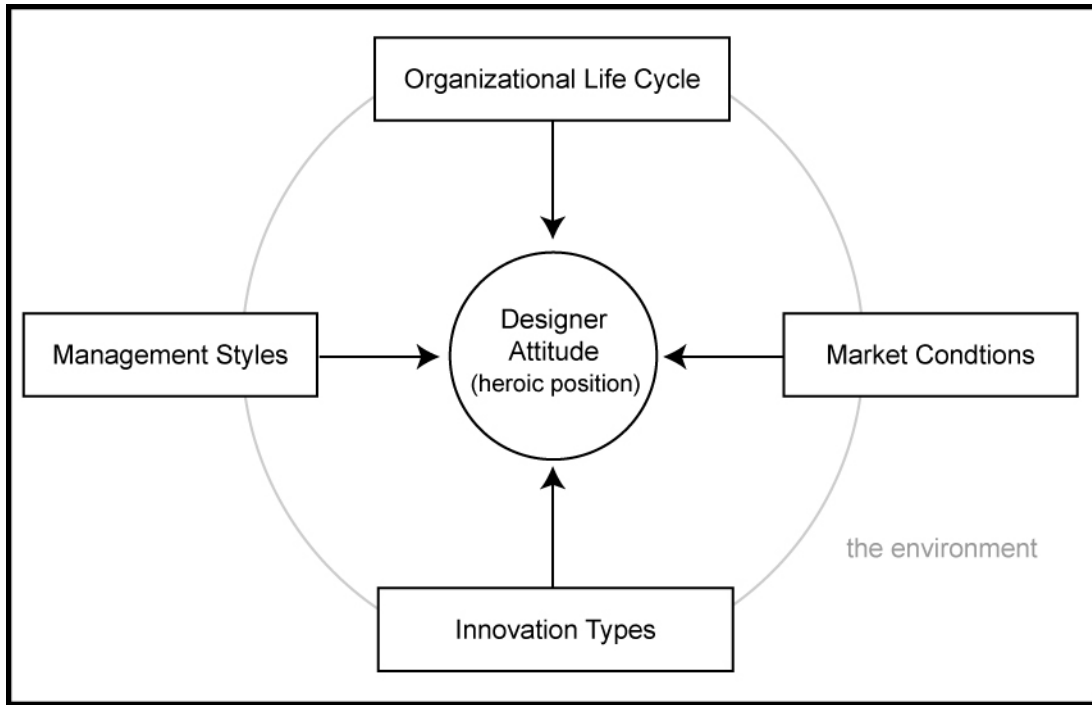 Organizational Life Cycle
Management Styles
Designer
Attitude
(heroic position)
Market Condtions
the environment
Innovation Types